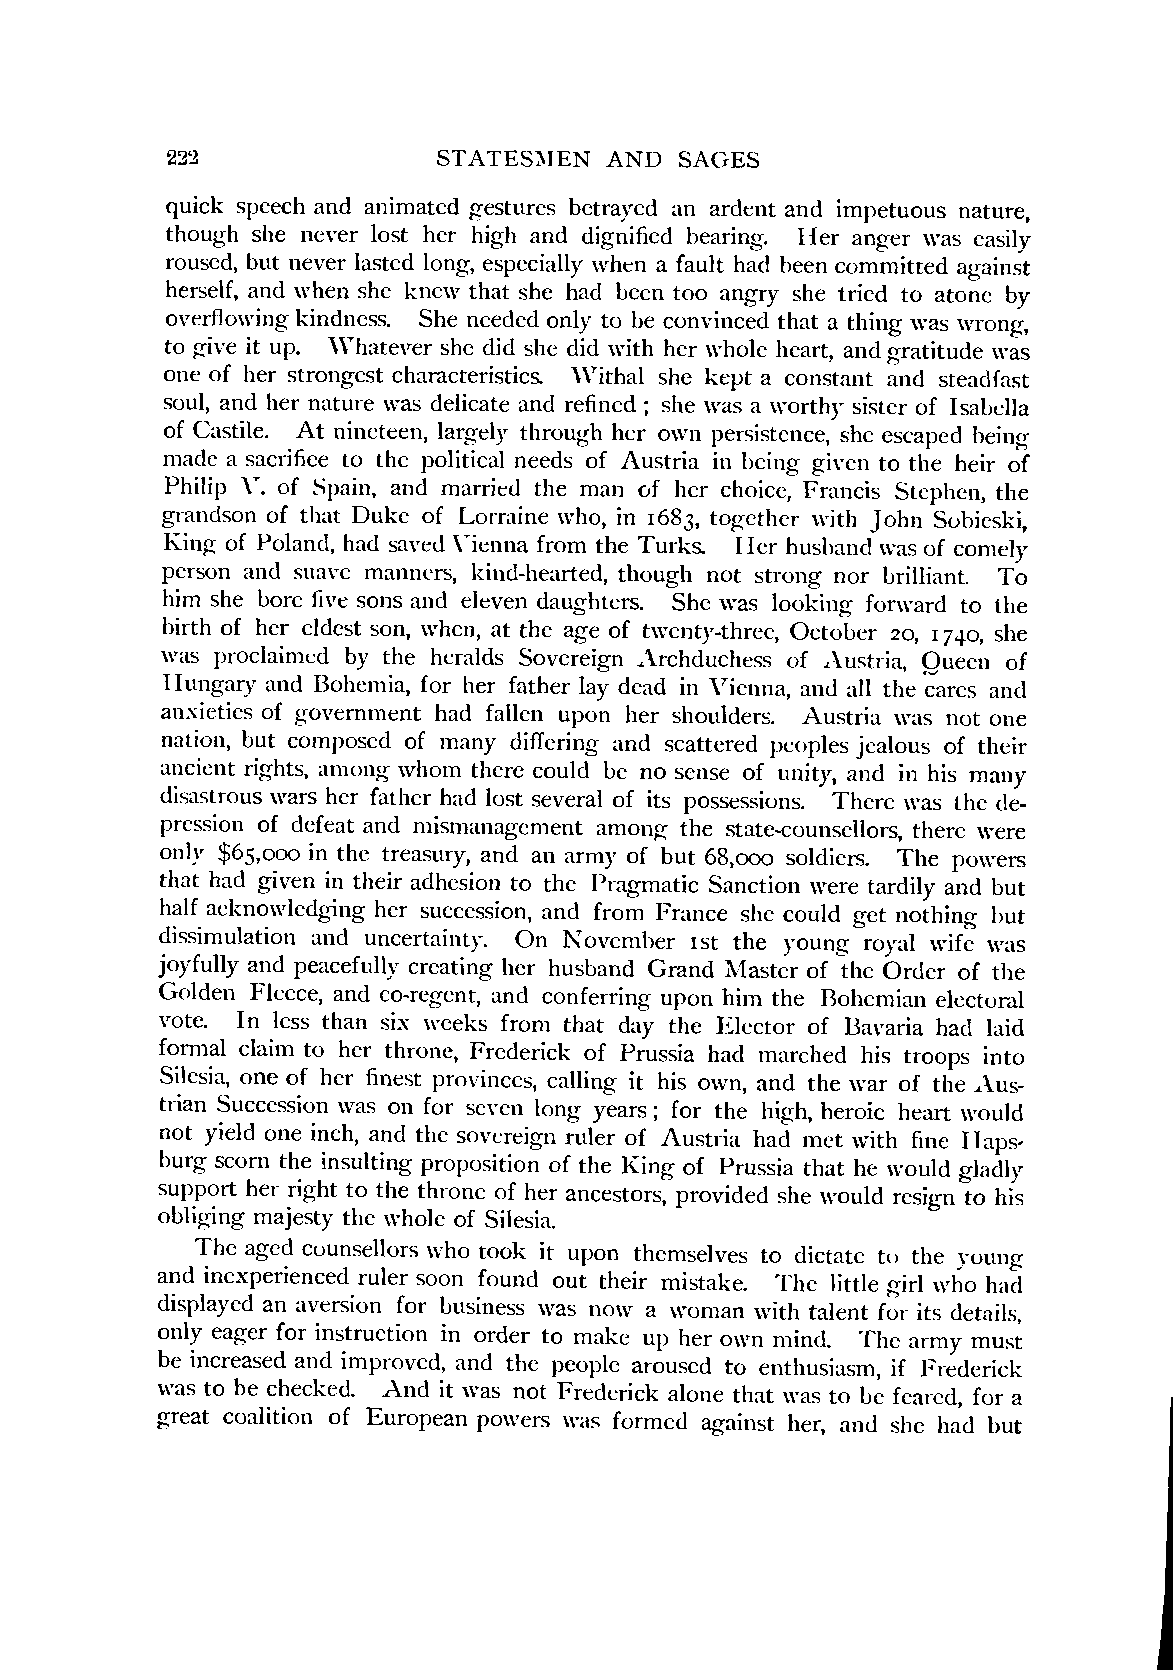 222 STATESMEN AND SAGES
quick speech and animated gestures betrayed an ardent and impetuous nature,
though she never lost her high and dignified bearing. Her anger was easily
roused, but never lasted long, especially when a fault had been committed against
herself, and when she knew that she had been too angry she tried to atone by
overflowing kindness. She needed only to be convinced that a thing was wrong,
to give it up. Whatever she did she did with her whole heart, and gratitude was
one of her strongest characteristics. Withal she kept a constant and steadfast
soul, and her nature was delicate and refined; she was a worthy sister of Isabella
of Castile. At nineteen, largely through her own persistence, she escaped being
made a sacrifice to the political needs of Austria in being given to the heir of
Philip V. of Spain, and married the man of her choice, Francis Stephen, the
grandson of that Duke of Lorraine who, in 1683, together with John Sobieski,
King of Poland, had saved Vienna from the Turks. Her husband was of comely
person and suave manners, kind-hearted, though not strong nor brilliant. To
him she bore five sons and eleven daughters. She was looking forward to the
birth of her eldest son, when, at the age of twenty-three, October 20, 1740, she
was proclaimed by the heralds Sovereign Archduchess of Austria, Queen of
Hungary and Bohemia, for her father lay dead in Vienna, and all the cares and
anxieties of government had fallen upon her shoulders. Austria was not one
nation, but composed of many differing and scattered peoples jealous of their
ancient rights, among whom there could be no sense of unity, and in his many
disastrous wars her father had lost several of its possessions. There was the de-
pression of defeat and mismanagement among the state-counsellors, there were
only $65,000 in the treasury, and an army of but 68,000 soldiers. The powers
that had given in their adhesion to the Pragmatic Sanction were tardily and but
half acknowledging her succession, and from France she could get nothing but
dissimulation and uncertainty. On November 1st the young royal wife was
joyfully and peacefully creating her husband Grand Master of the Order of the
Golden Fleece, and co-regent, and conferring upon him the Bohemian electoral
vote. In less than six weeks from that day the Elector of Bavaria had laid
formal claim to her throne, Frederick of Prussia had marched his troops into
Silesia, one of her finest provinces, calling it his own, and the war of the Aus-
trian Succession was on for seven long years; for the high, heroic heart would
not yield one inch, and the sovereign ruler of Austria had met with fine Haps-
burg scorn the insulting proposition of the King of Prussia that he would gladly
support her right to the throne of her ancestors, provided she would resign to his
obliging majesty the whole of Silesia.
The aged counsellors who took it upon themselves to dictate to the young
and inexperienced ruler soon found out their mistake. The little girl who had
displayed an aversion for business was now a woman with talent for its details,
only eager for instruction in order to make up her own mind. The army must
be increased and improved, and the people aroused to enthusiasm, if Frederick
was to be checked. And it was not Frederick alone that was to be feared, for a
great coalition of European powers was formed against her, and she had but